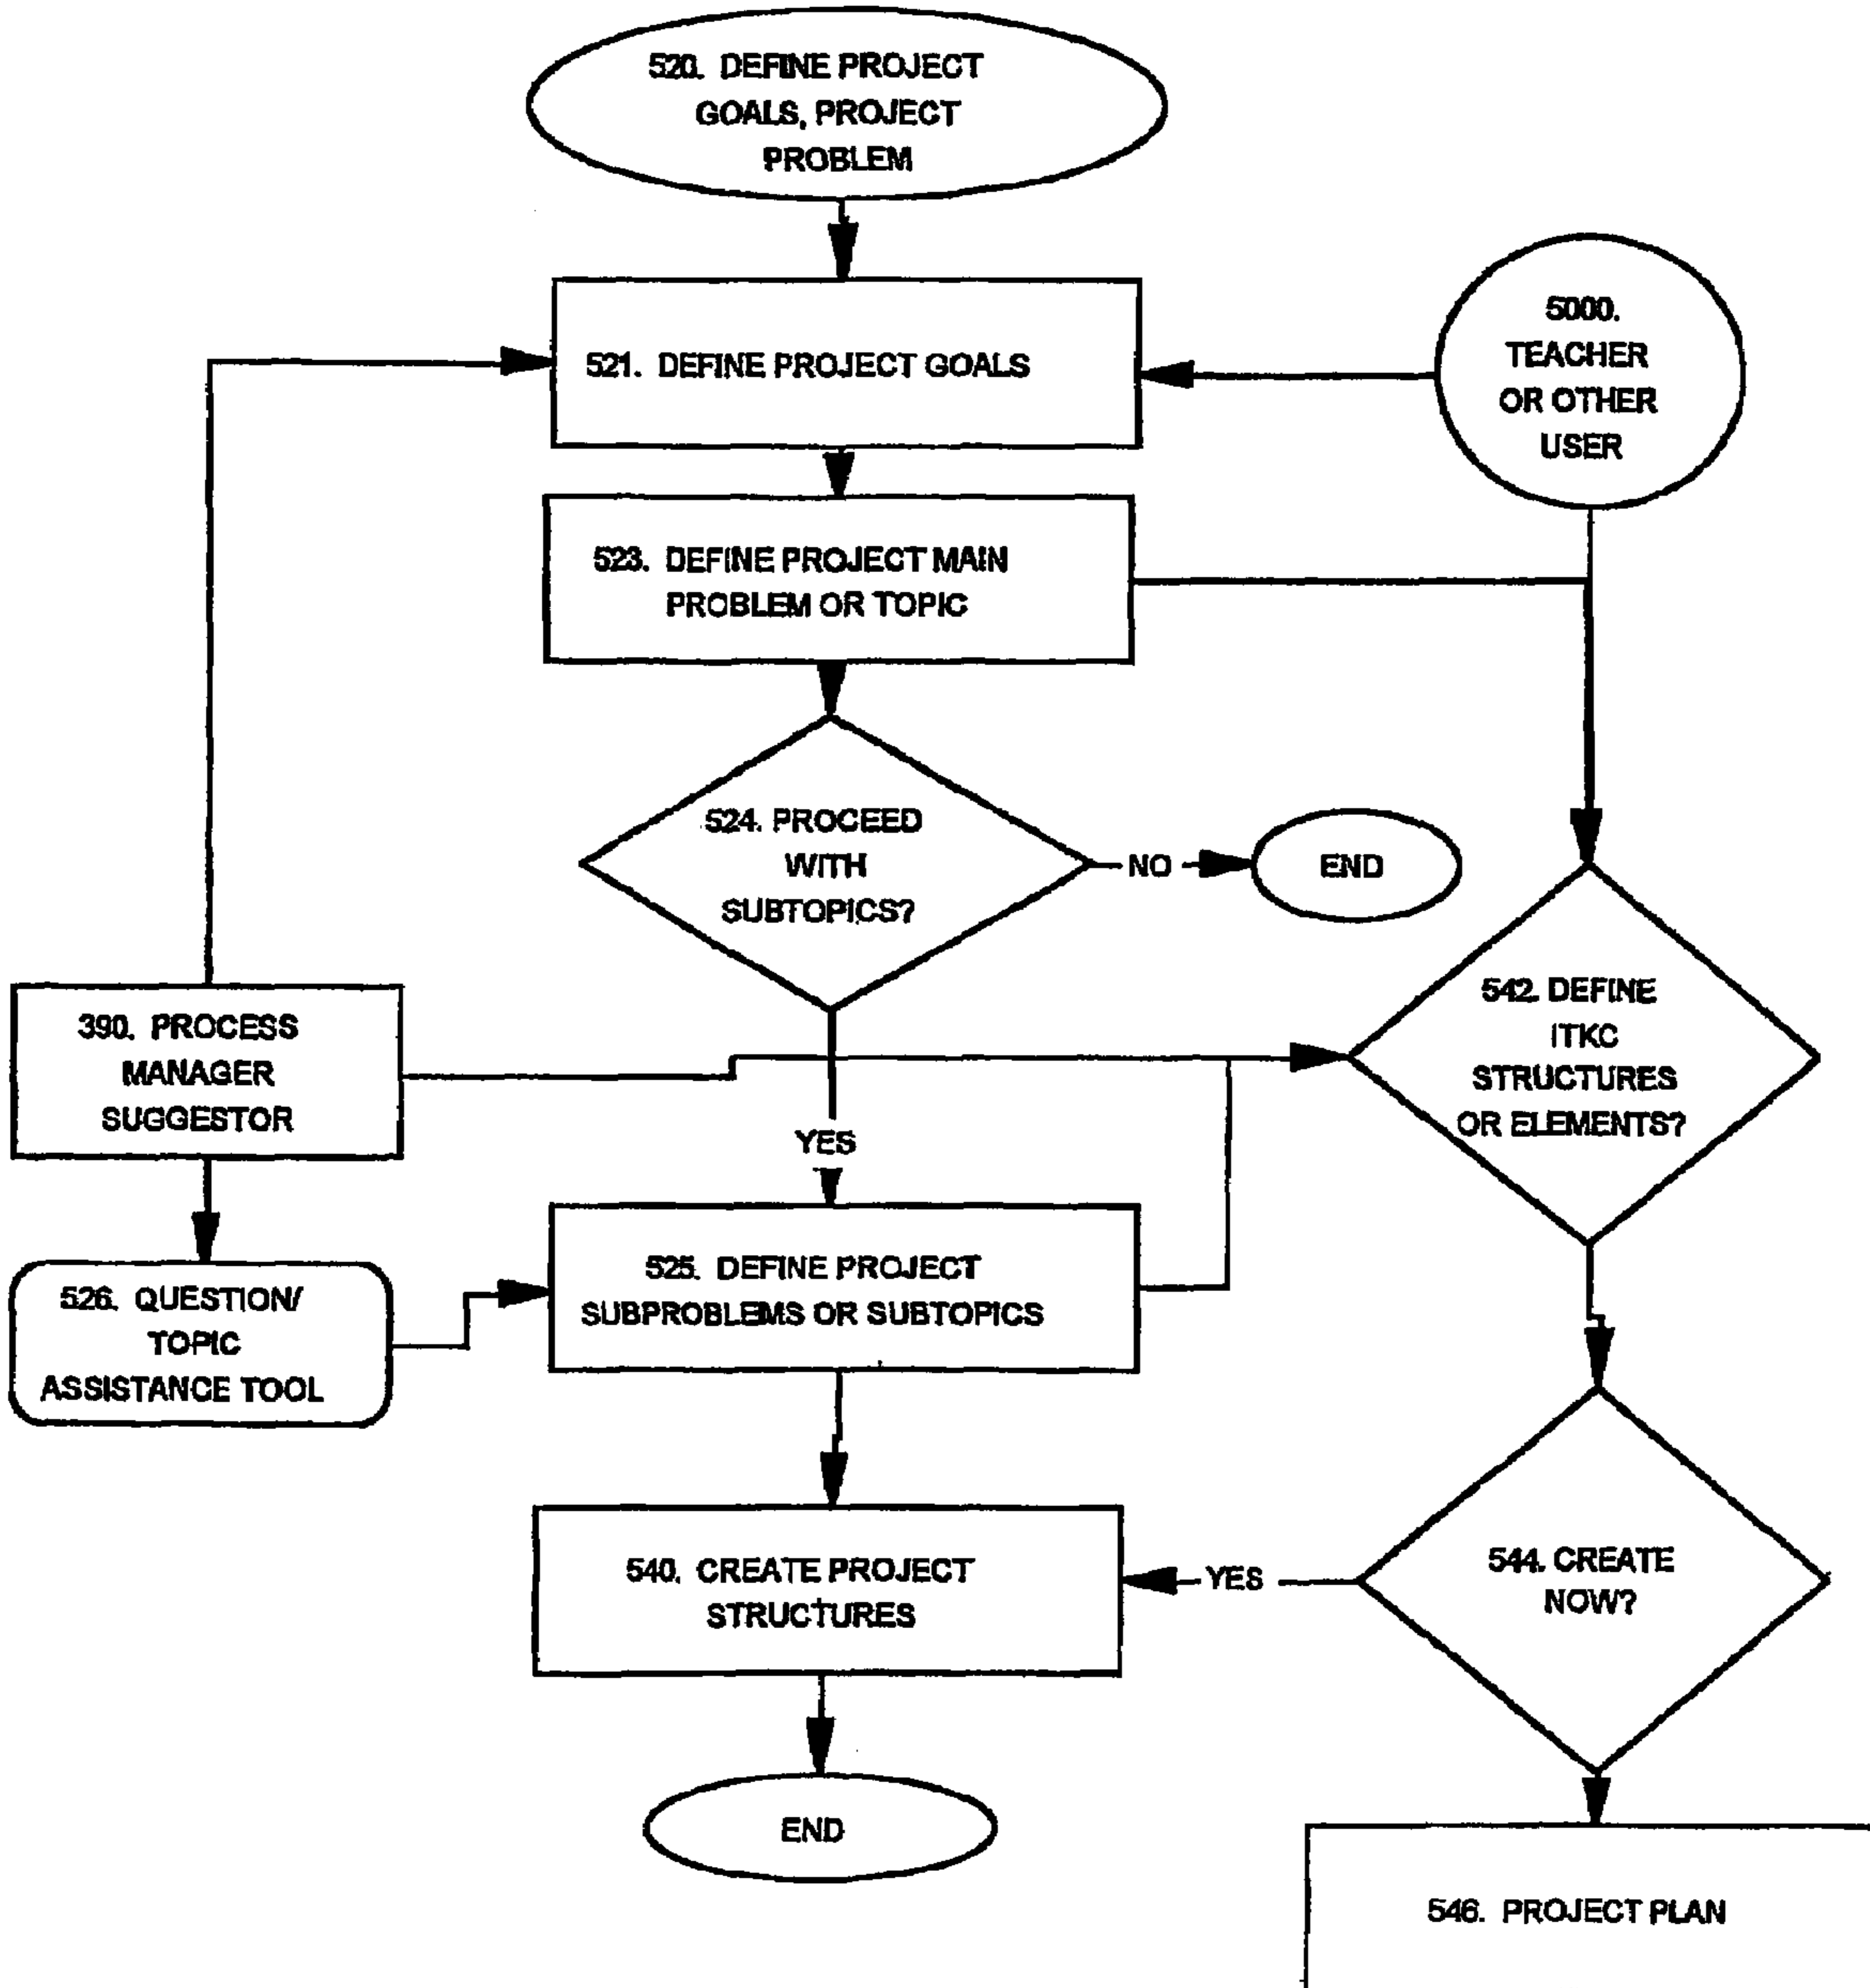 520. DEFINE PROJECT
GOALS, PROJECT
PROBLEM
5000.
TEACHER
OR OTHER
USER
521. DEFINE PROJECT GOALS
523. DEFINE PROJECT MAIN
PROBLEM OR TOPIC
524. PROCEED
WITH
SUBTOPICS?
NO
END
542. DEFINE
ITKC
STRUCTURES
OR ELEMENTS?
390. PROCESS
MANAGER
SUGGESTOR
YES
525. DEFINE PROJECT
SUBPROBLEMS OR SUBTOPICS
526. QUESTION/
TOPIC
ASSISTANCE TOOL
540. CREATE PROJECT
STRUCTURES
YES
544. CREATE
NOW?
END
546. PROJECT PLAN